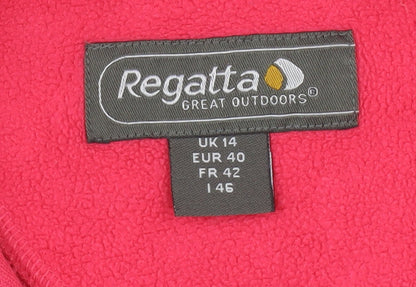 Regatta
GREAT OUTDOORS®
UK 14
EUR 40
FR 42
I 46